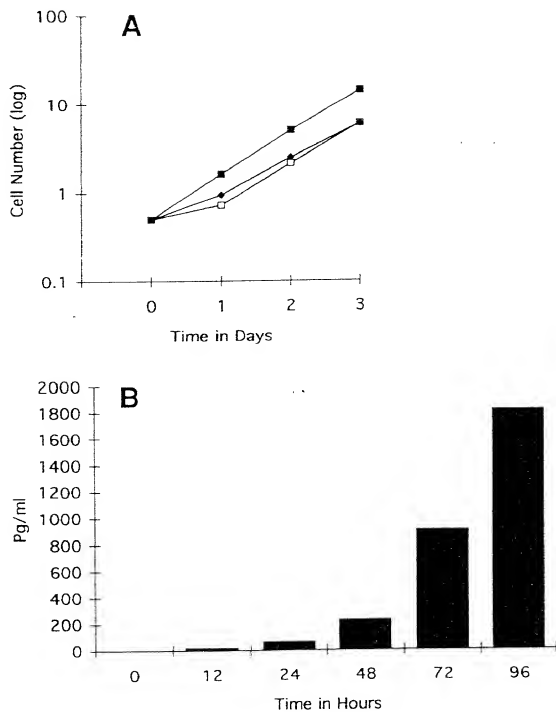 A
100
10
1
0.1
Cell Number (log)
0 1 2 3
Time in Days
B
2000
1800
1600
1400
1200
1000
800
600
400
200
0
Pg/ml
0 12 24 48 72 96
Time in Hours